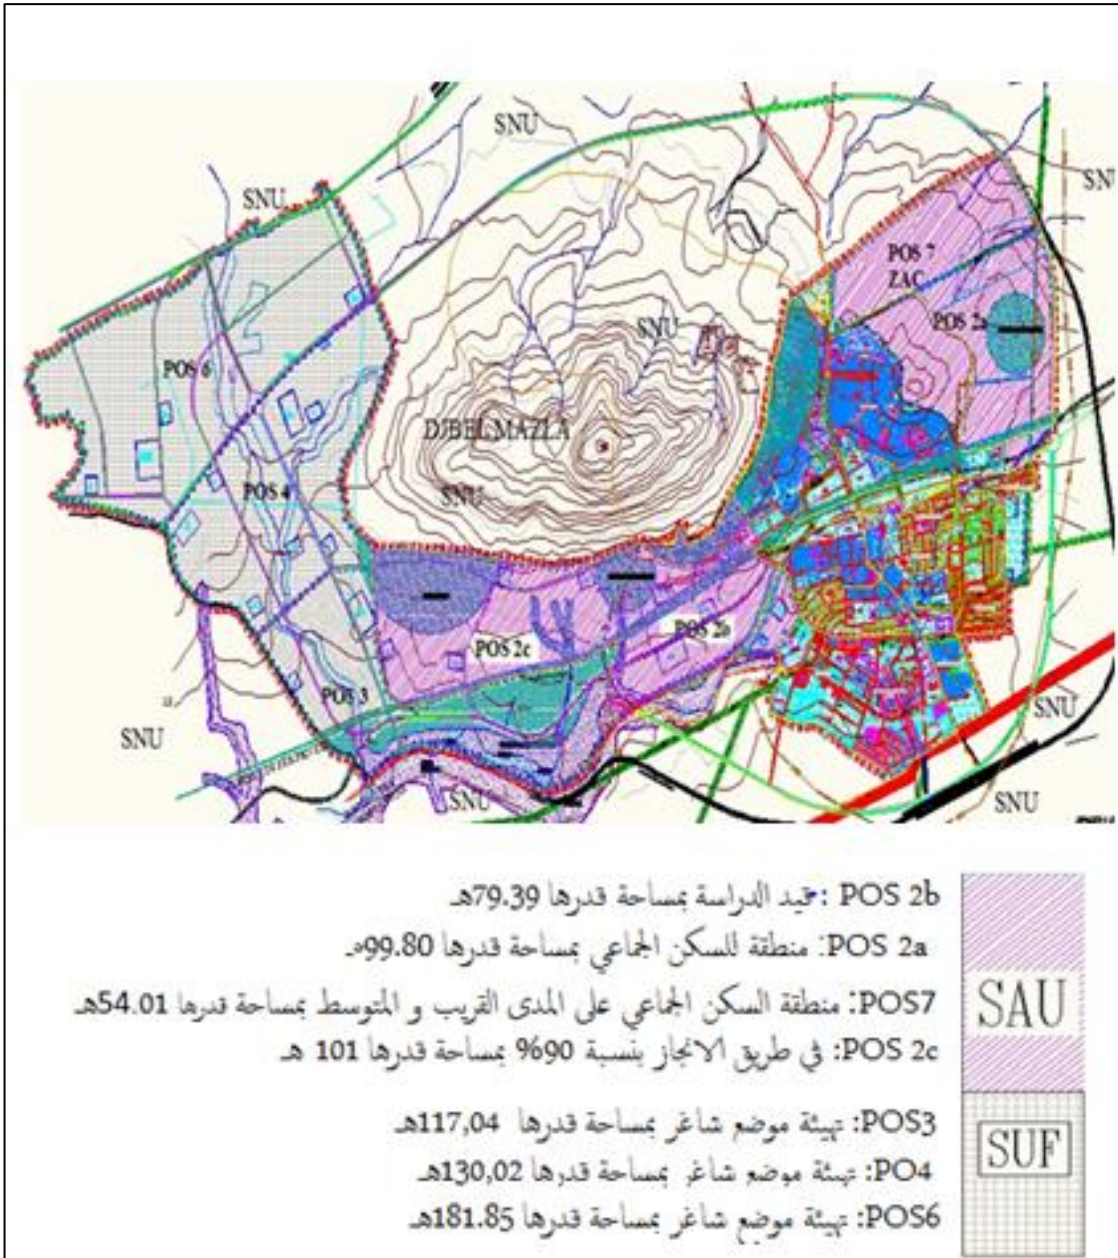 SNU
SNU
SNU
POS 7
ZAC
POS 2a
SNU
POS 6
DJBEL MAZLA
POS 4
SNU
POS 2c
POS 3
SNU
SNU
SNU
SNU
POS 2b :قيد الدراسة بمساحة قدرها 79.39هـ
POS 2a: منطقة للسكن الجماعي بمساحة قدرها 99.80هـ
POS7: منطقة السكن الجماعي على المدى القريب و المتوسط بمساحة قدرها 54.01هـ
POS 2c: في طريق الانجاز بنسبة 90% بمساحة قدرها 101 هـ
SAU
POS3: تهيئة موضع شاغر بمساحة قدرها 117,04هـ
PO4: تهيئة موضع شاغر بمساحة قدرها 130,02هـ
POS6: تهيئة موضع شاغر بمساحة قدرها 181.85هـ
SUF